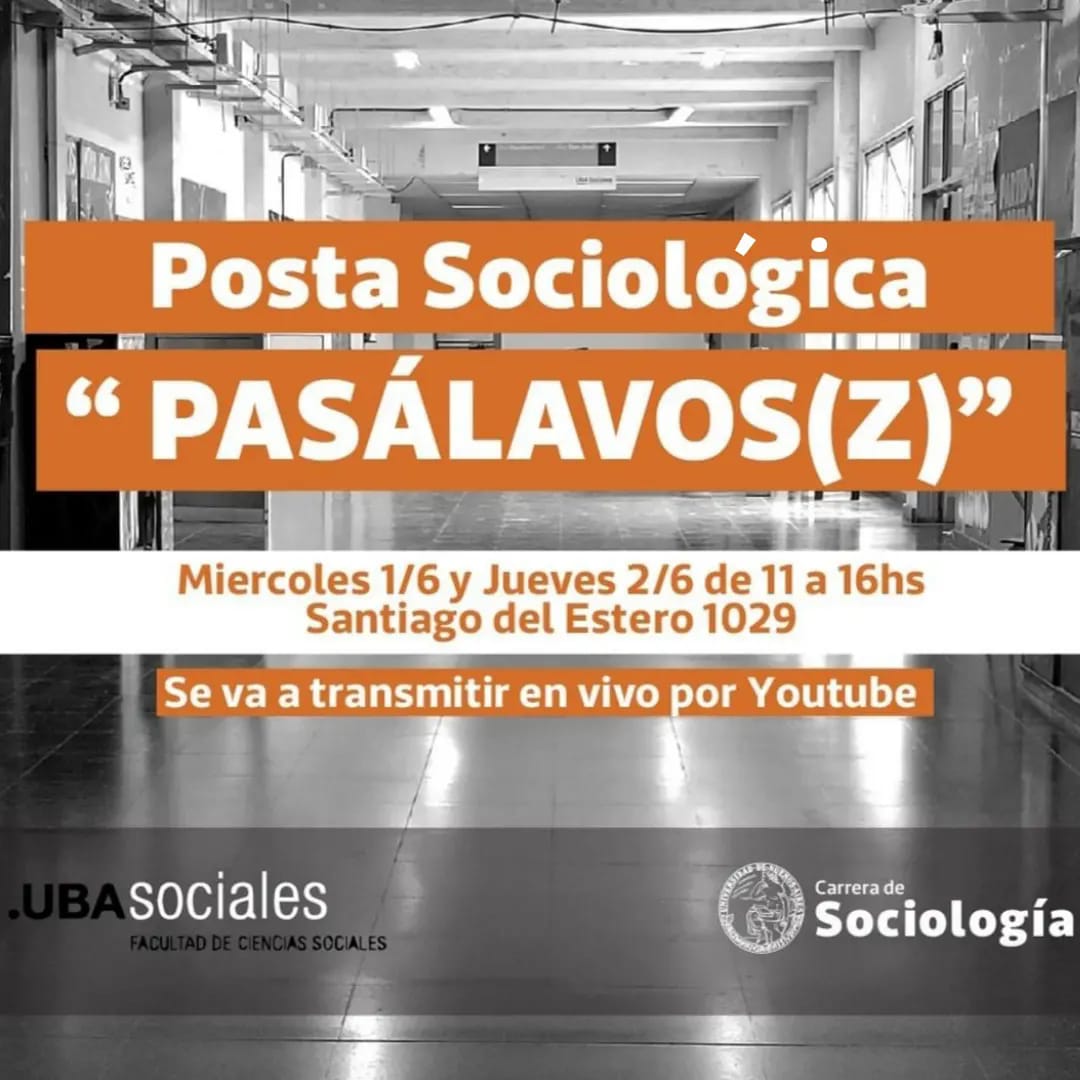 Posta Sociológica
“ PASÁLAVOS(Z)”
Miercoles 1/6 y Jueves 2/6 de 11 a 16hs
Santiago del Estero 1029
Se va a transmitir en vivo por Youtube
.UBAsociales
FACULTAD DE CIENCIAS SOCIALES
Carrera de
Sociología